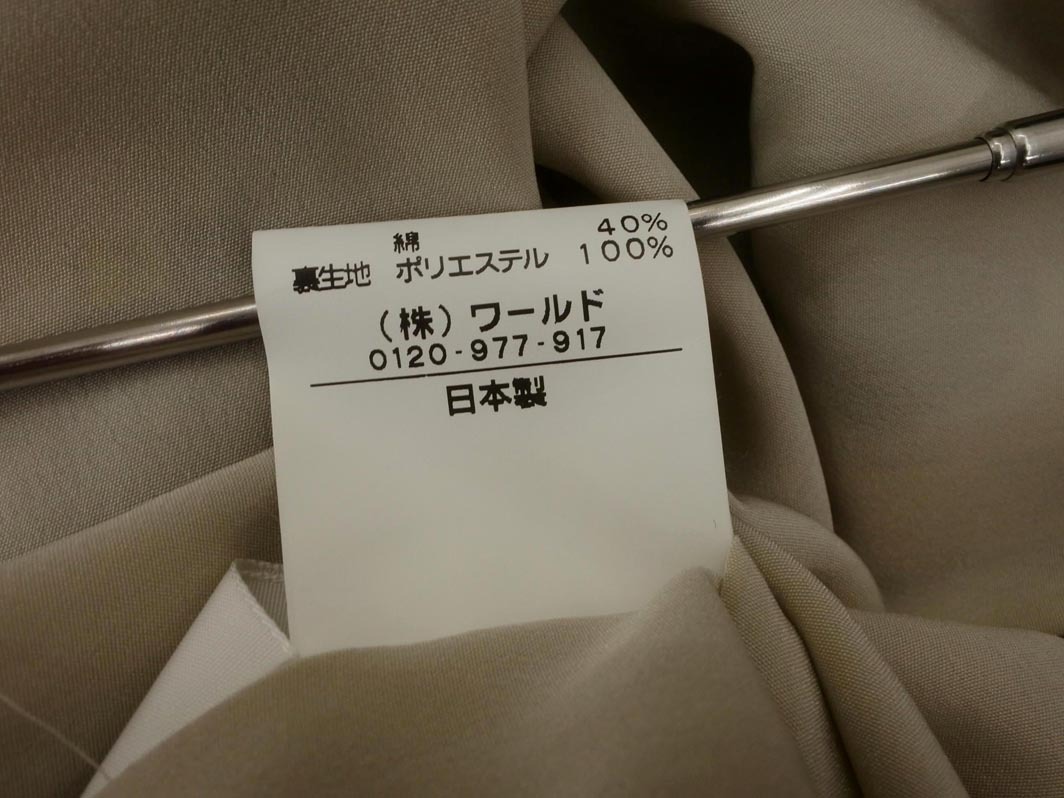 綿 40%
裏生地 ポリエステル 100%
(株)ワールド
0120-977-917
日本製